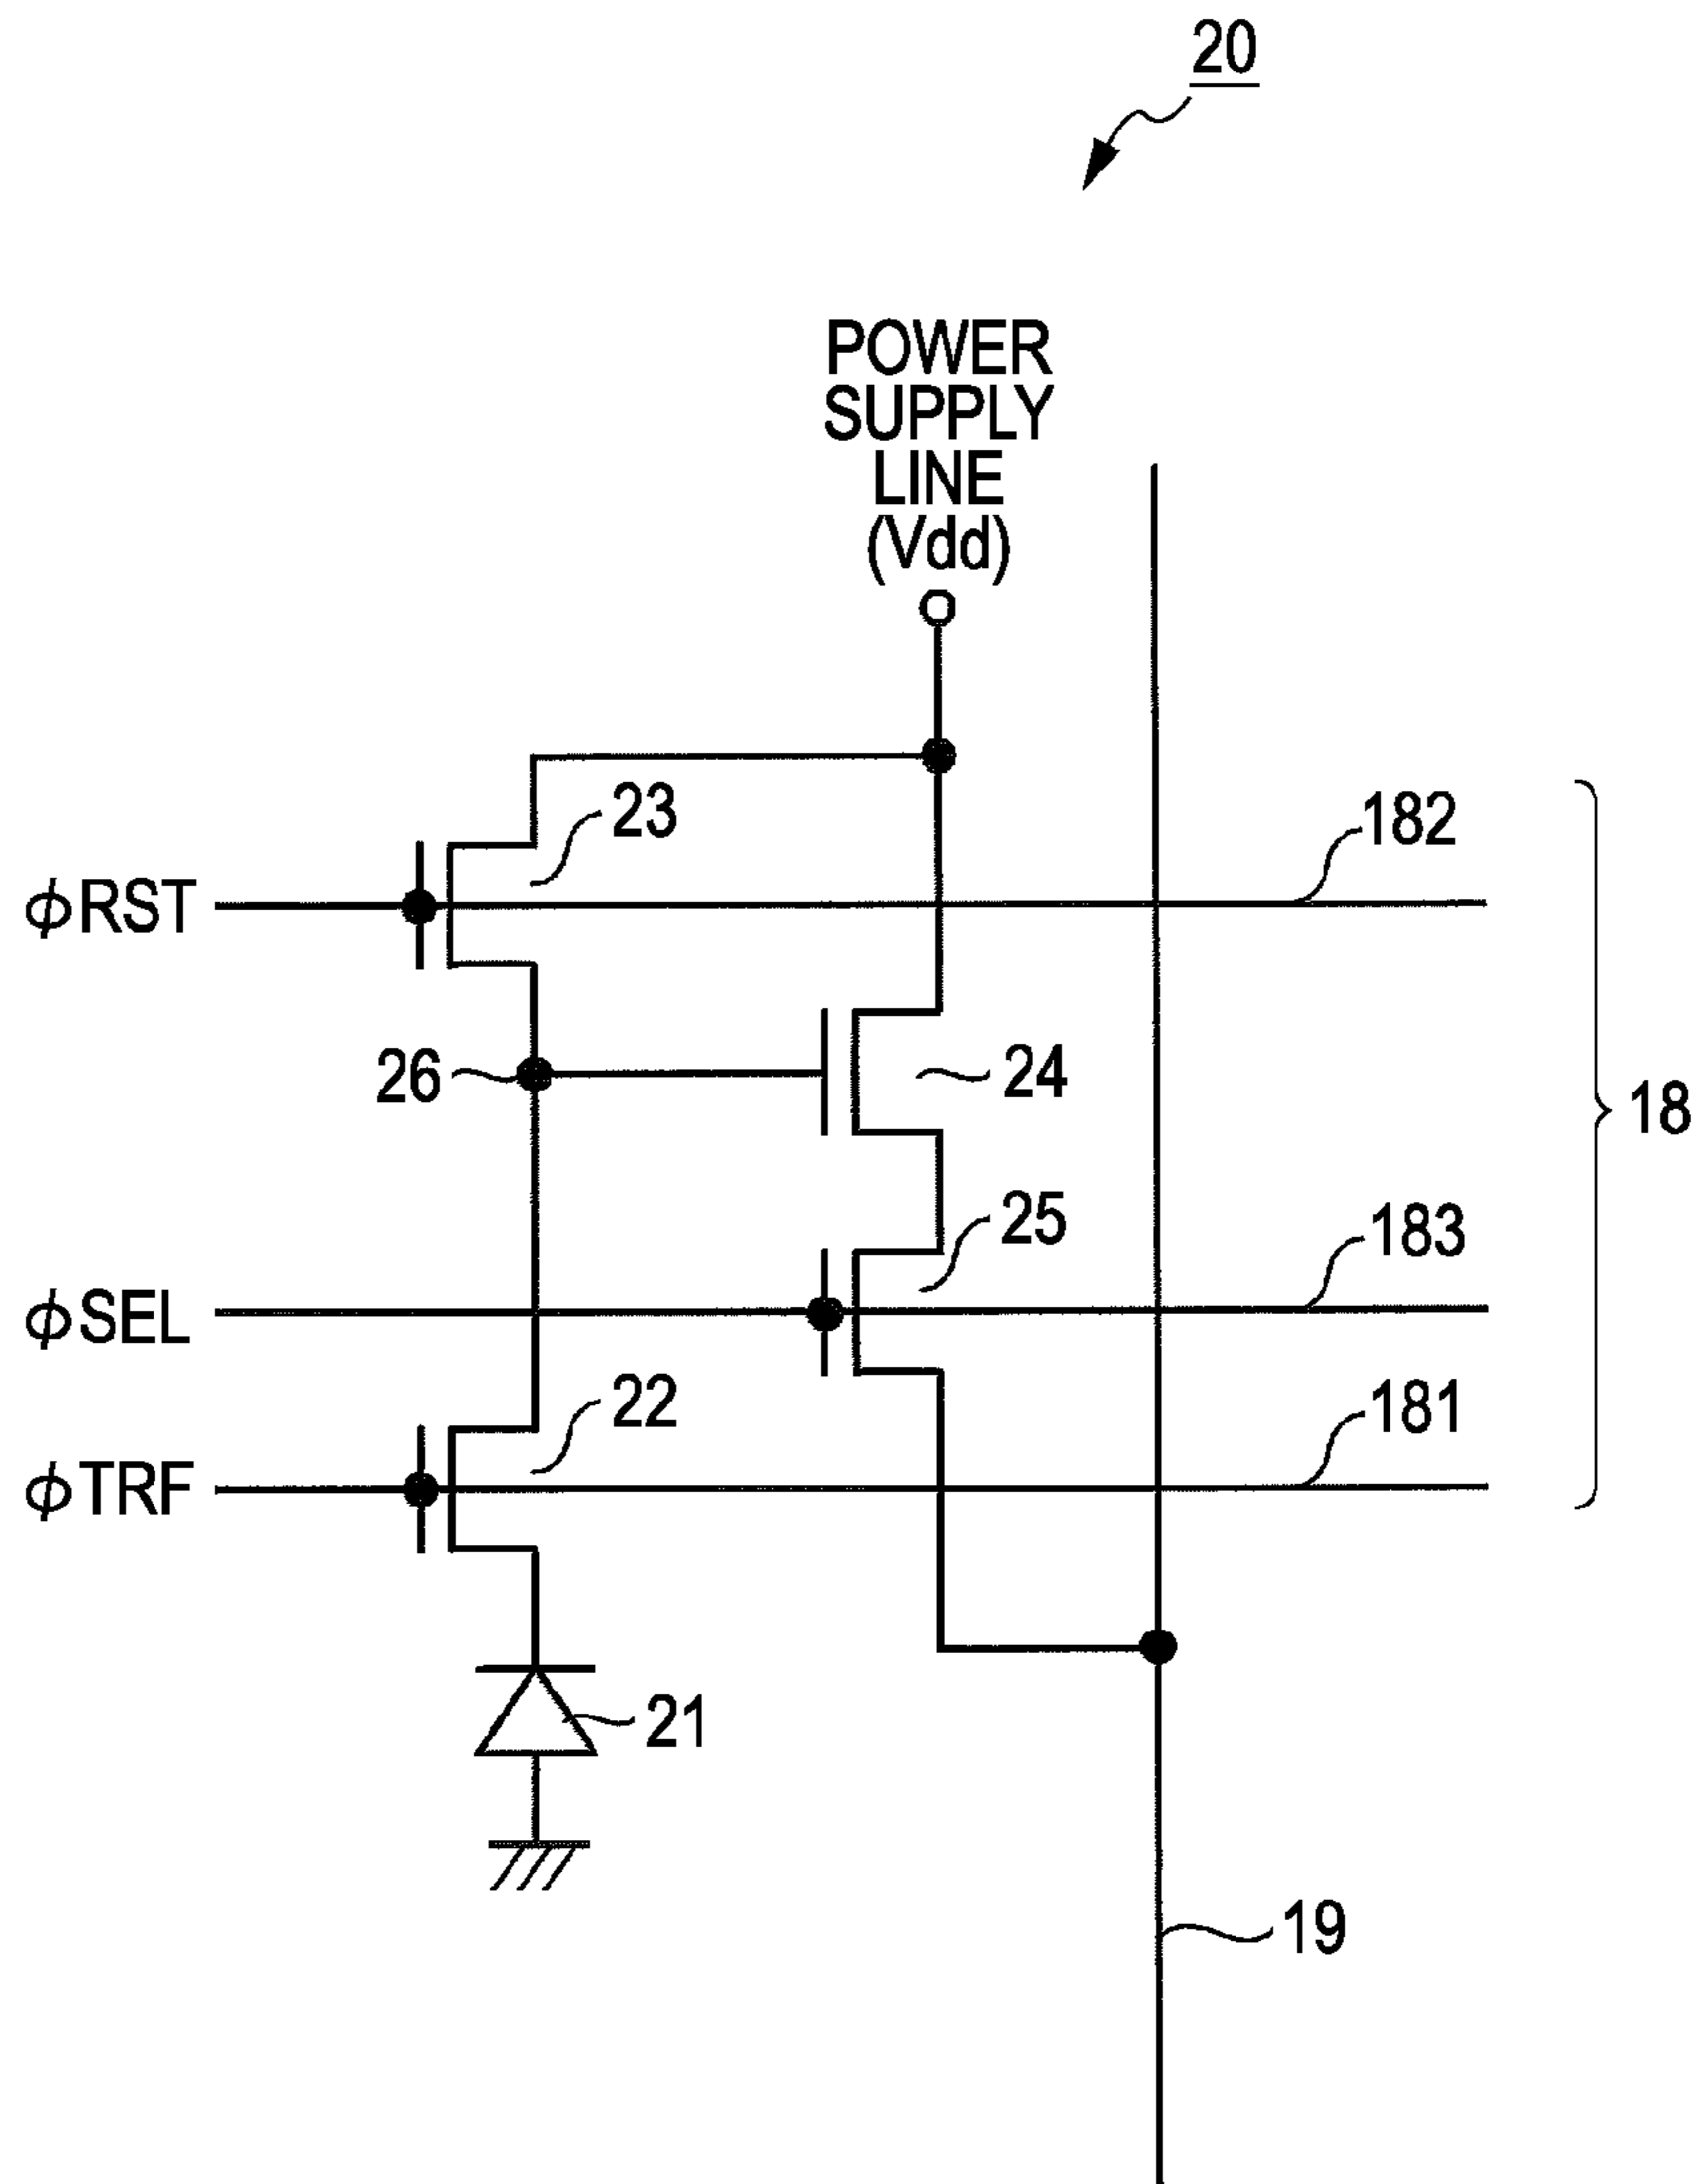 20
POWER
SUPPLY
LINE
(Vdd)
23
182
ϕRST
26
24
18
25
183
ϕSEL
22
181
ϕTRF
21
19